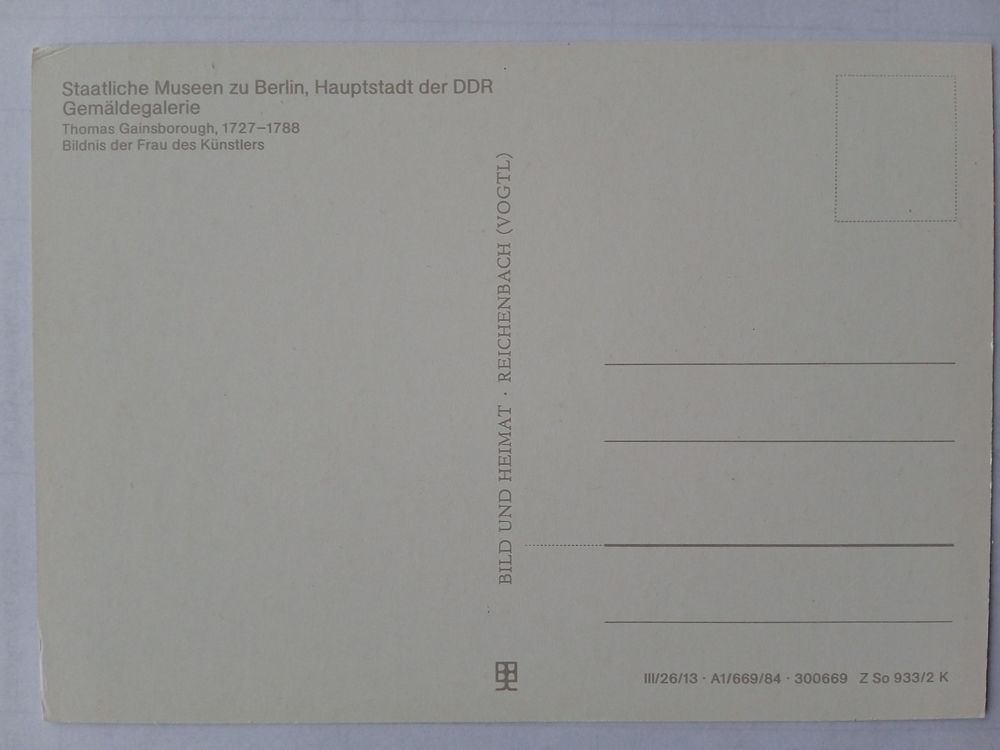 Staatliche Museen zu Berlin, Hauptstadt der DDR
Gemäldegalerie
Thomas Gainsborough, 1727–1788
Bildnis der Frau des Künstlers
BILD UND HEIMAT · REICHENBACH (VOGTL)
III/26/13 · A1/669/84 · 300669 Z So 933/2 K